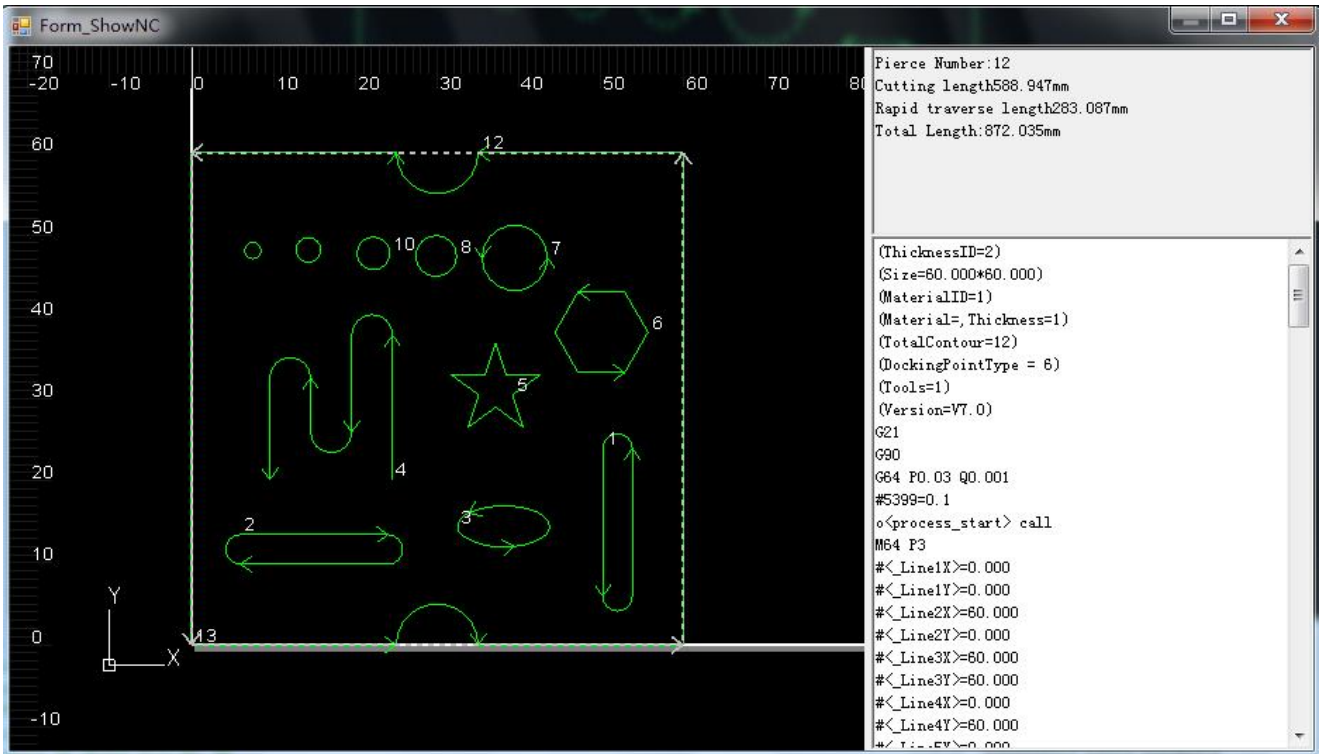 Form_ShowNC
70
-20 -10 0 10 20 30 40 50 60 70 80
60
12
50
10 8 7
40
6
30
5
1
20
4
2 3
10
Y
0
13
X
-10
Pierce Number:12
Cutting length588.947mm
Rapid traverse length283.087mm
Total Length:872.035mm
(ThicknessID=2)
(Size=60.000*60.000)
(MaterialID=1)
(Material=,Thickness=1)
(TotalContour=12)
(DockingPointType = 6)
(Tools=1)
(Version=V7.0)
G21
G90
G64 P0.03 Q0.001
#5399=0.1
o<process_start> call
M64 P3
#<_Line1X>=0.000
#<_Line1Y>=0.000
#<_Line2X>=60.000
#<_Line2Y>=0.000
#<_Line3X>=60.000
#<_Line3Y>=60.000
#<_Line4X>=0.000
#<_Line4Y>=60.000